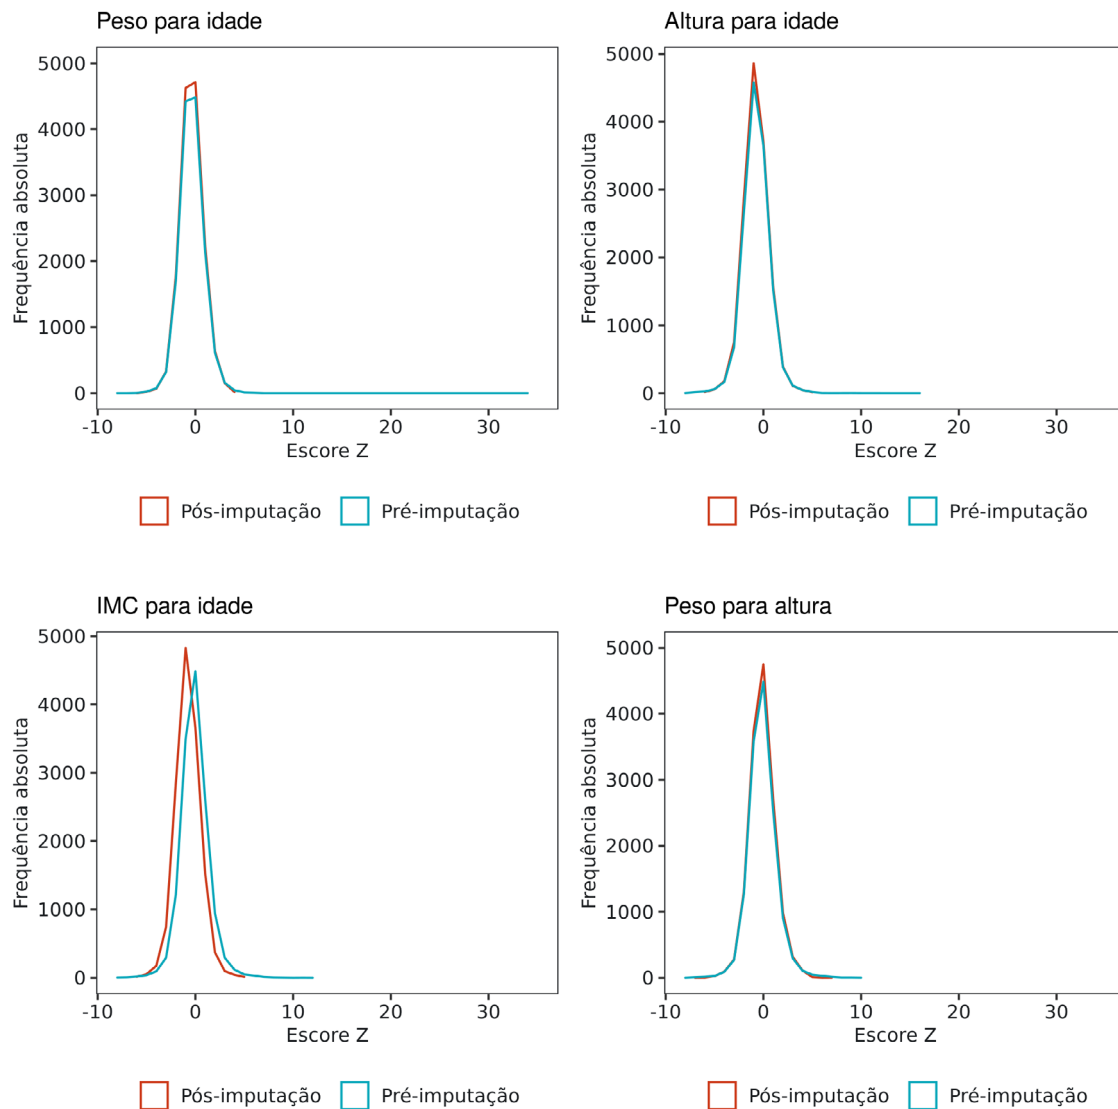 Peso para idade
Frequência absoluta
5000
4000
3000
2000
1000
0
-10 0 10 20 30
Escore Z
Pós-imputação Pré-imputação
Altura para idade
Frequência absoluta
5000
4000
3000
2000
1000
0
-10 0 10 20 30
Escore Z
Pós-imputação Pré-imputação
IMC para idade
Frequência absoluta
5000
4000
3000
2000
1000
0
-10 0 10 20 30
Escore Z
Pós-imputação Pré-imputação
Peso para altura
Frequência absoluta
5000
4000
3000
2000
1000
0
-10 0 10 20 30
Escore Z
Pós-imputação Pré-imputação